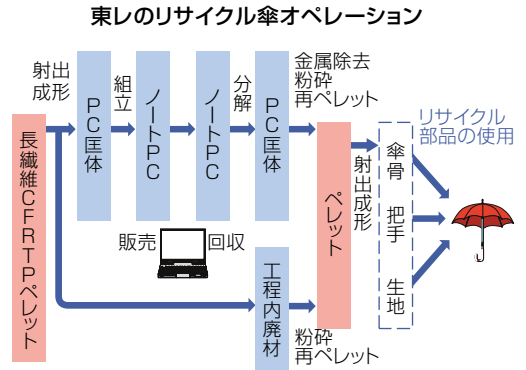 東レのリサイクル傘オペレーション
射出
成形
組立
分解
金属除去
粉砕
再ペレット
長繊維CFRTPペレット
PC匡体
ノートPC
ノートPC
PC匡体
ペレット
射出成形
リサイクル
部品の使用
傘骨
把手
生地
販売
回収
工程内廃材
粉砕
再ペレット